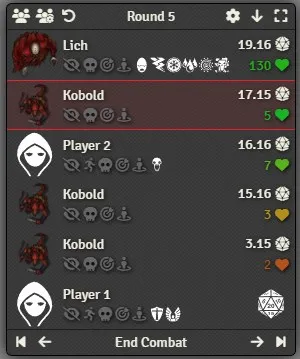 Round 5
Lich 19.16
130
Kobold 17.15
5
Player 2 16.16
7
Kobold 15.16
3
Kobold 3.15
2
Player 1
End Combat